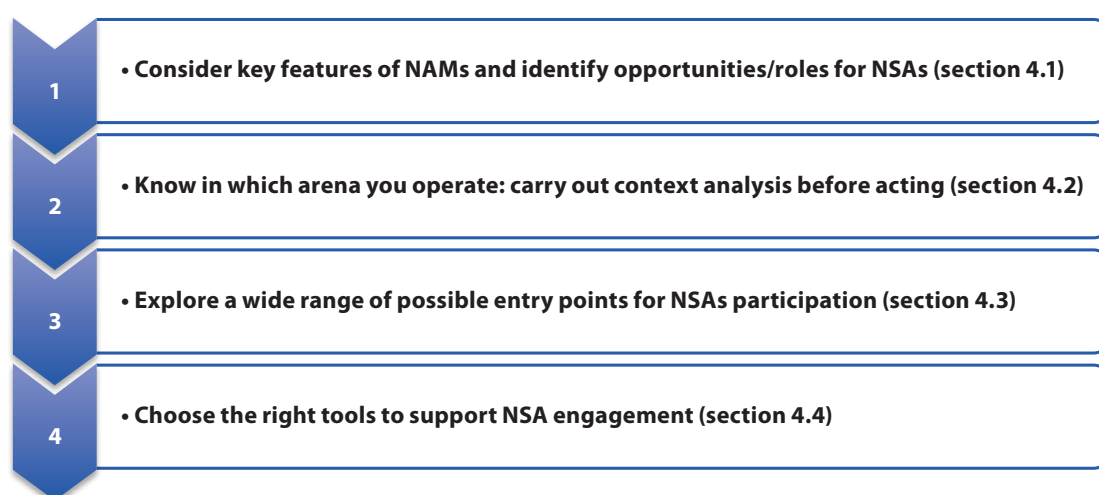 1
• Consider key features of NAMs and identify opportunities/roles for NSAs (section 4.1)
2
• Know in which arena you operate: carry out context analysis before acting (section 4.2)
3
• Explore a wide range of possible entry points for NSAs participation (section 4.3)
4
• Choose the right tools to support NSA engagement (section 4.4)